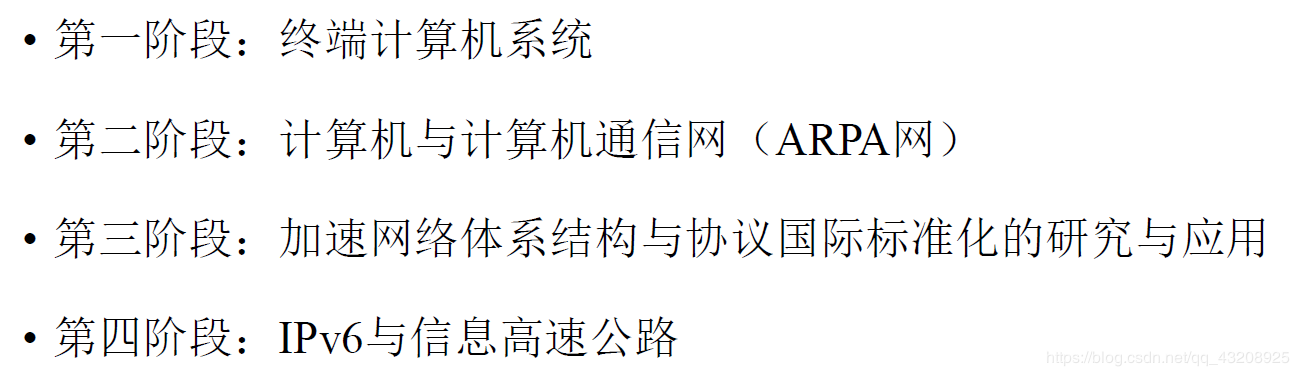 • 第一阶段：终端计算机系统
• 第二阶段：计算机与计算机通信网（ARPA网）
• 第三阶段：加速网络体系结构与协议国际标准化的研究与应用
• 第四阶段：IPv6与信息高速公路
https://blog.csdn.net/qq_43208925